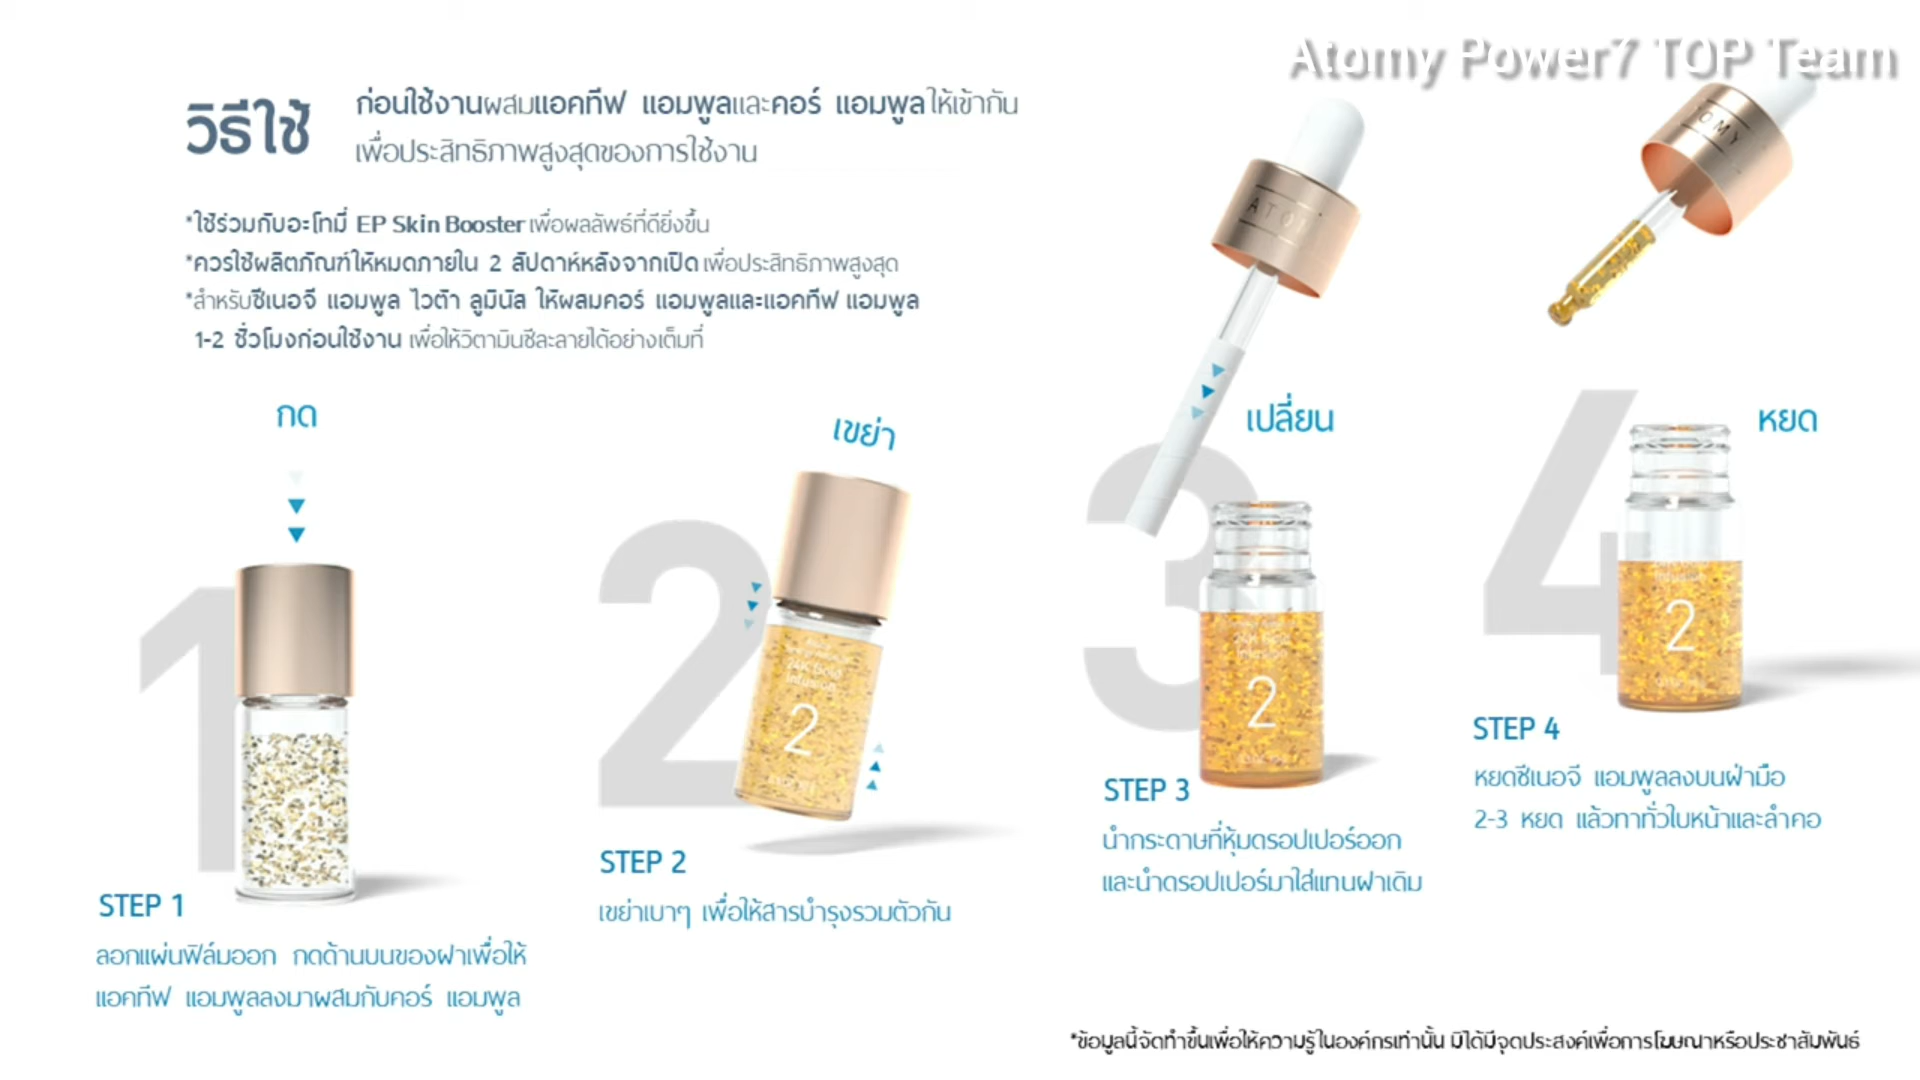 Atomy Power7 TOP Team
วิธีใช้
ก่อนใช้งานผสมแอคทีฟ แอมพูลและคอร์ แอมพูลให้เข้ากัน
เพื่อประสิทธิภาพสูงสุดของการใช้งาน
*ใช้ร่วมกับอะโทมี่ EP Skin Booster เพื่อผลลัพธ์ที่ดียิ่งขึ้น
*ควรใช้ผลิตภัณฑ์ให้หมดภายใน 2 สัปดาห์หลังจากเปิด เพื่อประสิทธิภาพสูงสุด
*สำหรับซีเนอจี แอมพูล ไวต้า ลูมินัส ให้ผสมคอร์ แอมพูลและแอคทีฟ แอมพูล
1-2 ชั่วโมงก่อนใช้งาน เพื่อให้วิตามินซีละลายได้อย่างเต็มที่
กด
1
STEP 1
ลอกแผ่นฟิล์มออก กดด้านบนของฝาเพื่อให้
แอคทีฟ แอมพูลลงมาผสมกับคอร์ แอมพูล
เขย่า
2
24K Gold
Infusion
2
STEP 2
เขย่าเบาๆ เพื่อให้สารบำรุงรวมตัวกัน
ATOMY
เปลี่ยน
3
2
STEP 3
นำกระดาษที่หุ้มดรอปเปอร์ออก
และนำดรอปเปอร์มาใส่แทนฝาเดิม
TOMY
หยด
4
2
STEP 4
หยดซีเนอจี แอมพูลลงบนฝ่ามือ
2-3 หยด แล้วทาทั่วใบหน้าและลำคอ
*ข้อมูลนี้จัดทำขึ้นเพื่อให้ความรู้ในองค์กรเท่านั้น มิได้มีจุดประสงค์เพื่อการโฆษณาหรือประชาสัมพันธ์